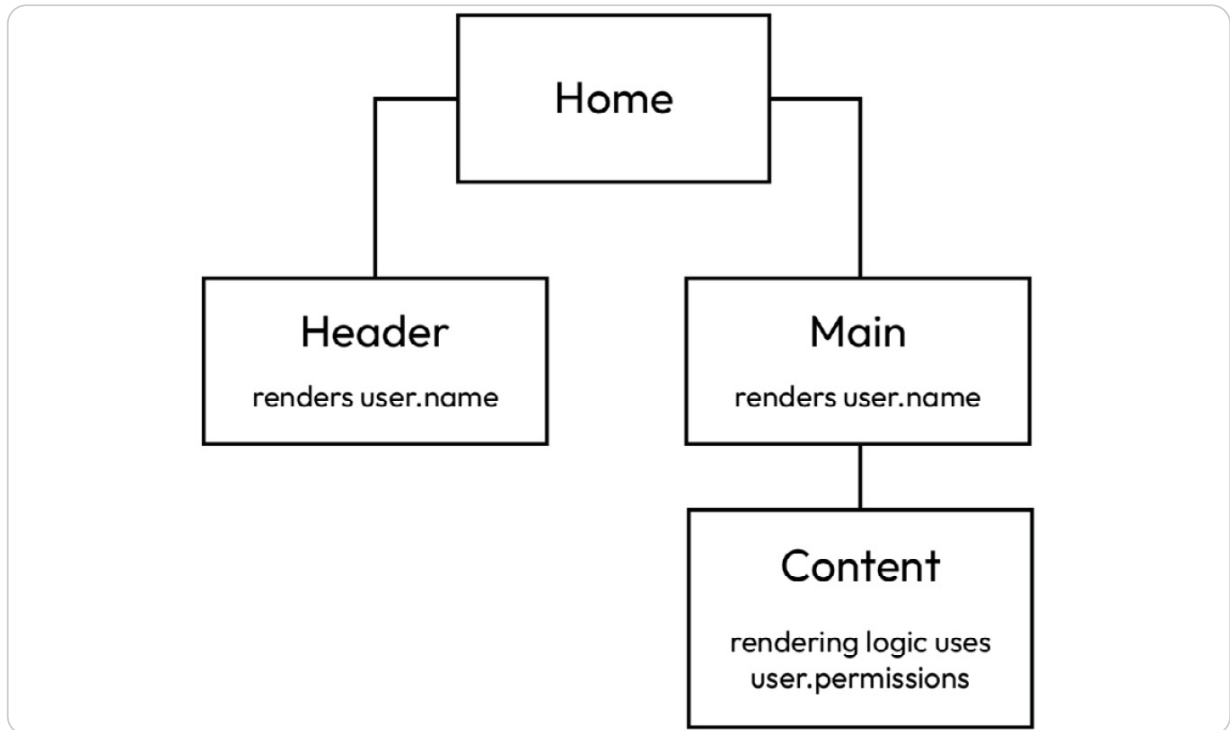 Home
Header
renders user.name
Main
renders user.name
Content
rendering logic uses
user.permissions